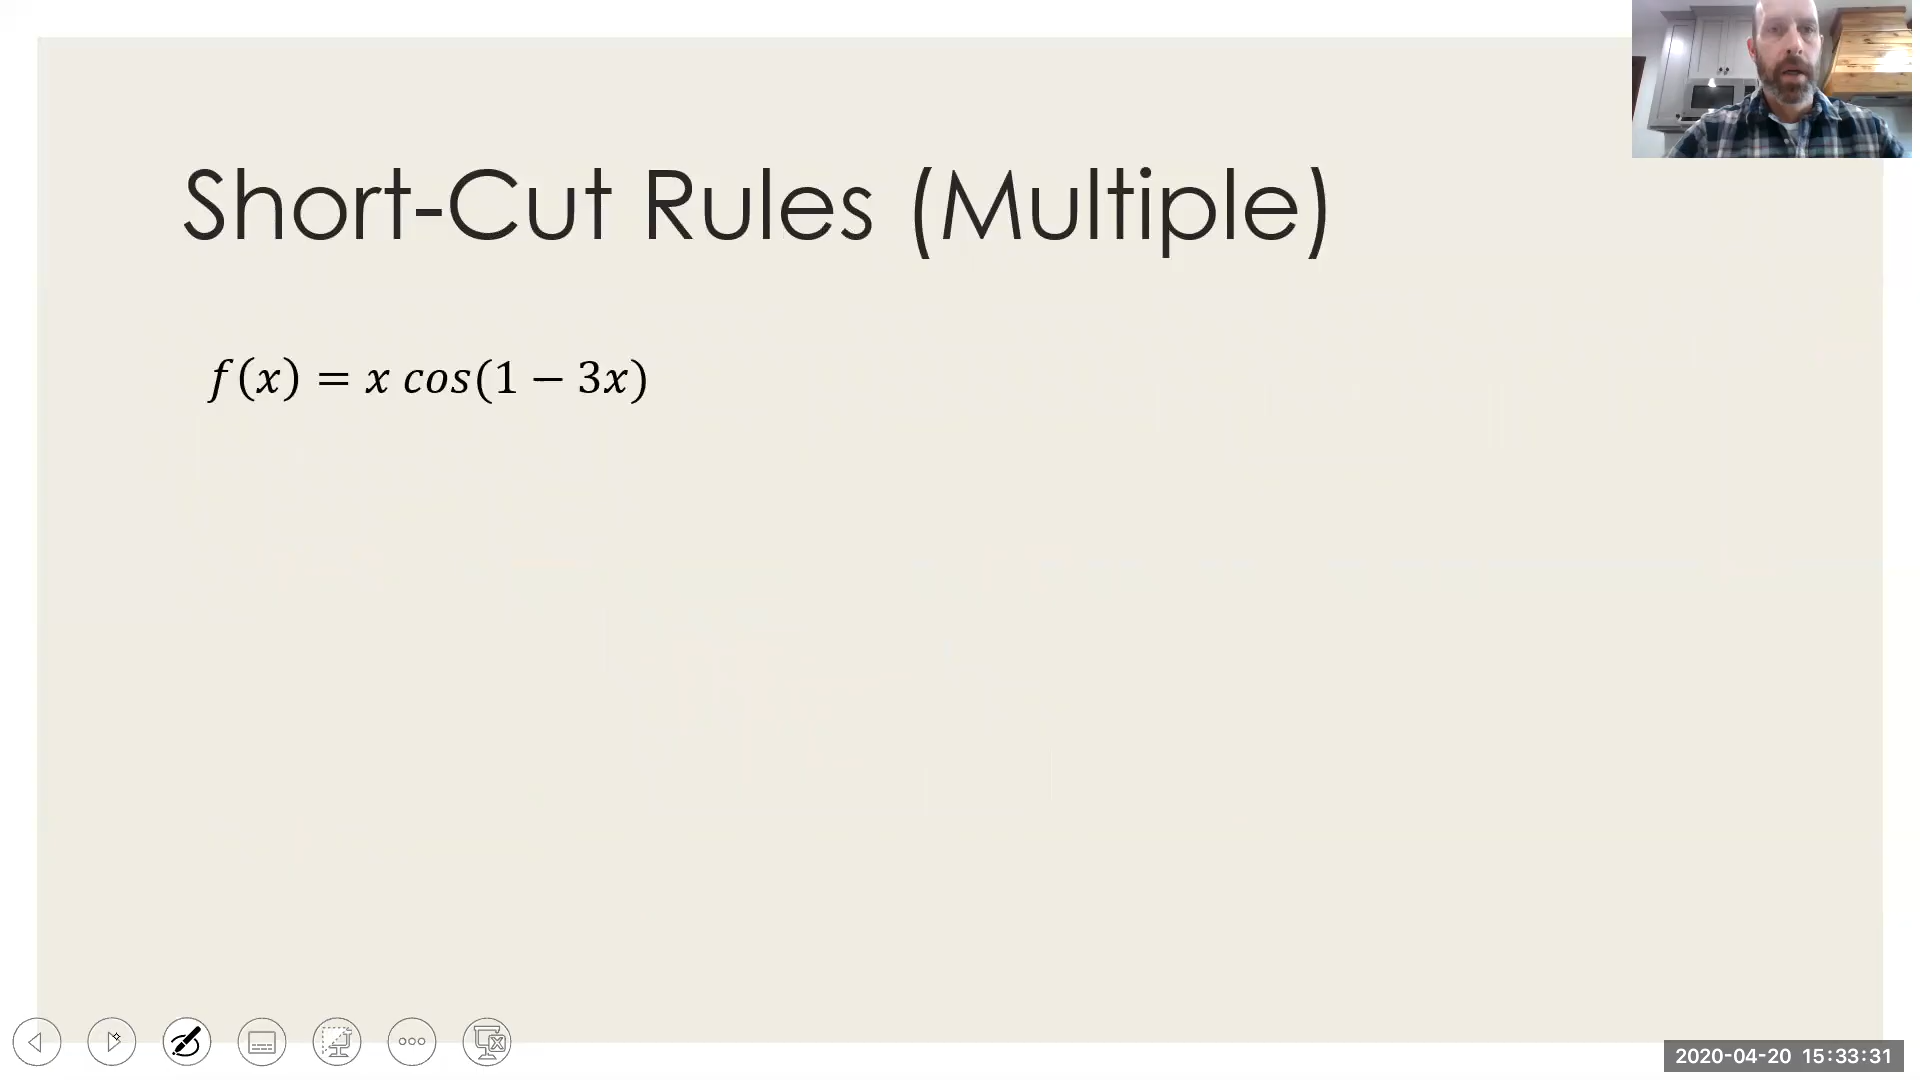 Short-Cut Rules (Multiple)
f(x) = x cos(1 − 3x)
2020-04-20 15:33:31